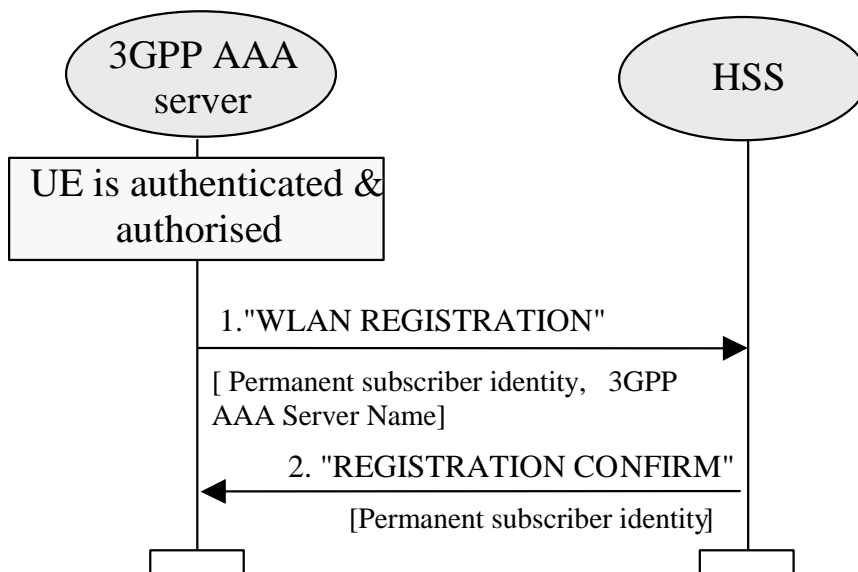 3GPP AAA
server
HSS
UE is authenticated &
authorised
1."WLAN REGISTRATION"
[ Permanent subscriber identity, 3GPP
AAA Server Name]
2. "REGISTRATION CONFIRM"
[Permanent subscriber identity]